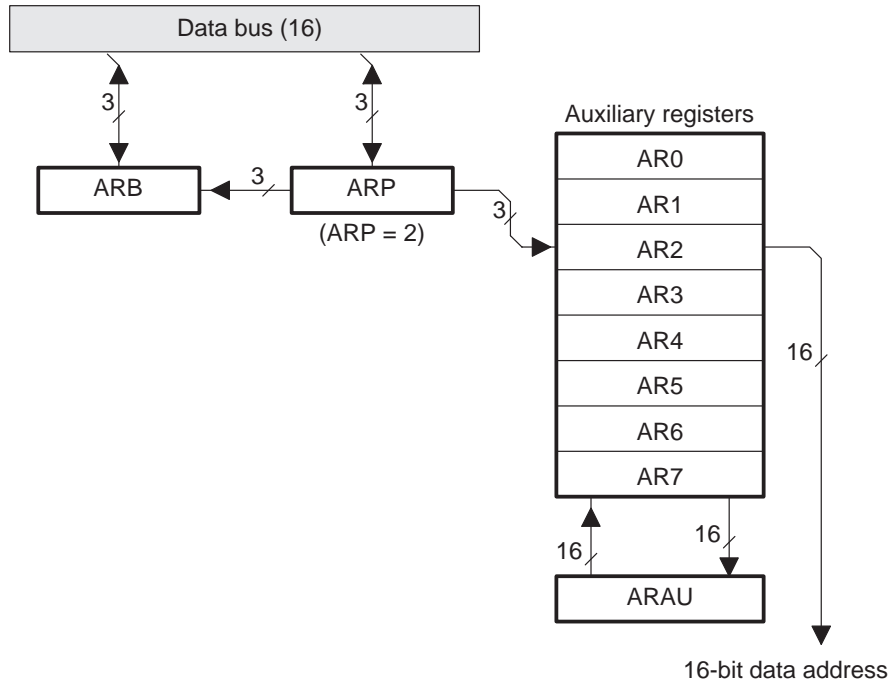 Data bus (16)
3
3
Auxiliary registers
AR0
ARB
3
ARP
3
AR1
(ARP = 2)
AR2
AR3
AR4
16
AR5
AR6
AR7
16
16
ARAU
16-bit data address